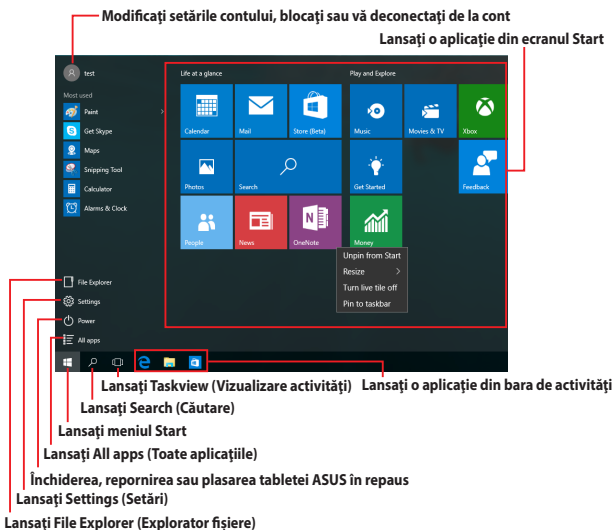 Modificați setările contului, blocați sau vă deconectați de la cont
Lansați o aplicație din ecranul Start
test
Most used
Paint
Get Skype
Maps
Snipping Tool
Calculator
Alarms & Clock
File Explorer
Settings
Power
All apps
Life at a glance
Play and Explore
Calendar
Mail
Store (Beta)
Music
Movies & TV
Xbox
Photos
Search
Get Started
Feedback
People
News
OneNote
Money
Unpin from Start
Resize
Turn live tile off
Pin to taskbar
Lansați Taskview (Vizualizare activități)
Lansați o aplicație din bara de activități
Lansați Search (Căutare)
Lansați meniul Start
Lansați All apps (Toate aplicațiile)
Închiderea, repornirea sau plasarea tabletei ASUS în repaus
Lansați Settings (Setări)
Lansați File Explorer (Explorator fișiere)